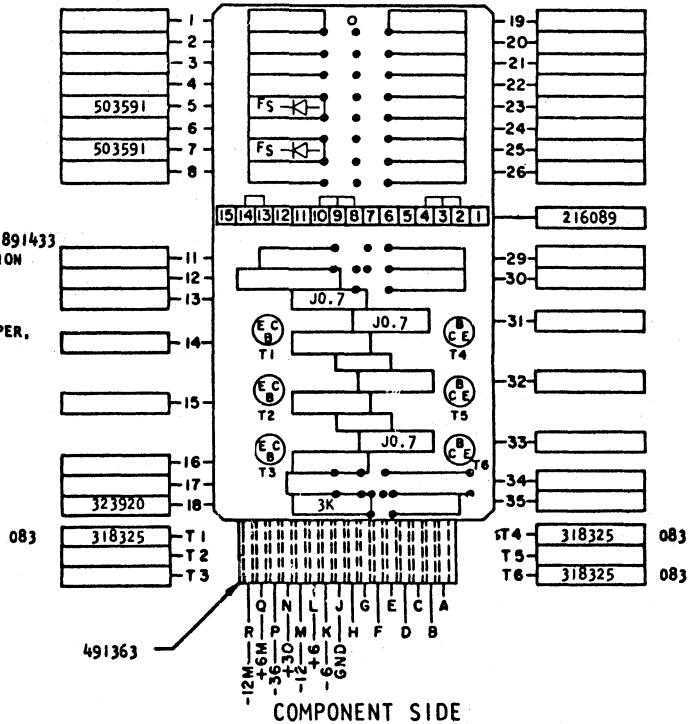 1 19
2 20
3 21
4 22
503591 5 FS 23
6 24
503591 7 FS 25
8 26
15 14 13 12 11 10 9 8 7 6 5 4 3 2 1 216089
891433
ION
11 29
12 30
13 J0.7
PER,
J0.7 31
14 E C B T1 B C E T4
15 E C B T2 B C E T5 32
J0.7 33
16 E C B T3 B C E T6
17 34
323920 18 3K 35
083 318325 T1 T4 318325 083
T2 T5
T3 T6 318325 083
Q N L J G E C A
R P M K H F D B
491363
-12M +6M -36 +30 -12 +6 -6 GND
COMPONENT SIDE